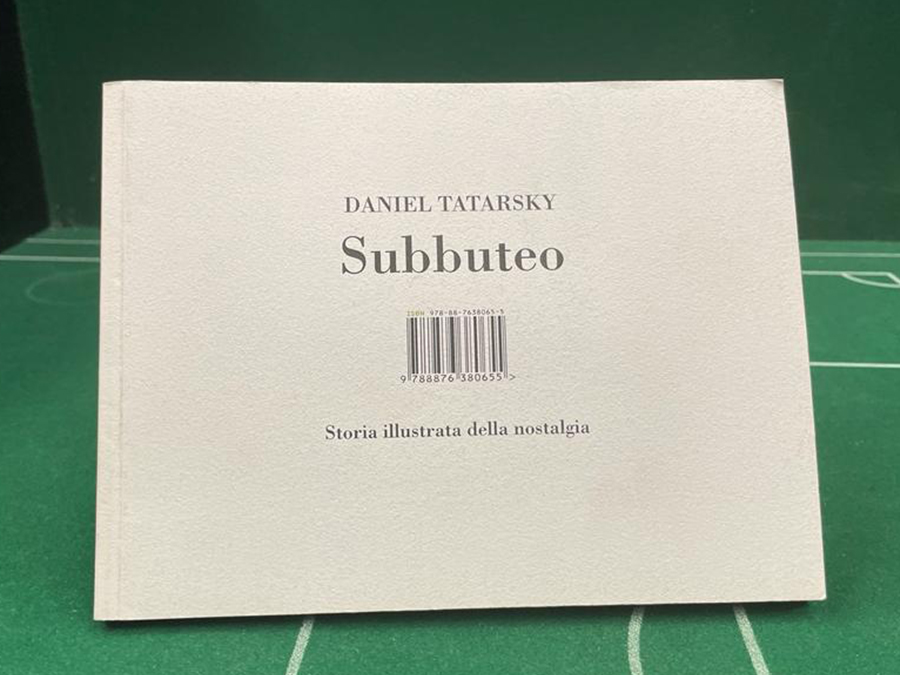 DANIEL TATARSKY
Subbuteo
ISBN 978-88-7638065-5
9 788876 380655 >
Storia illustrata della nostalgia